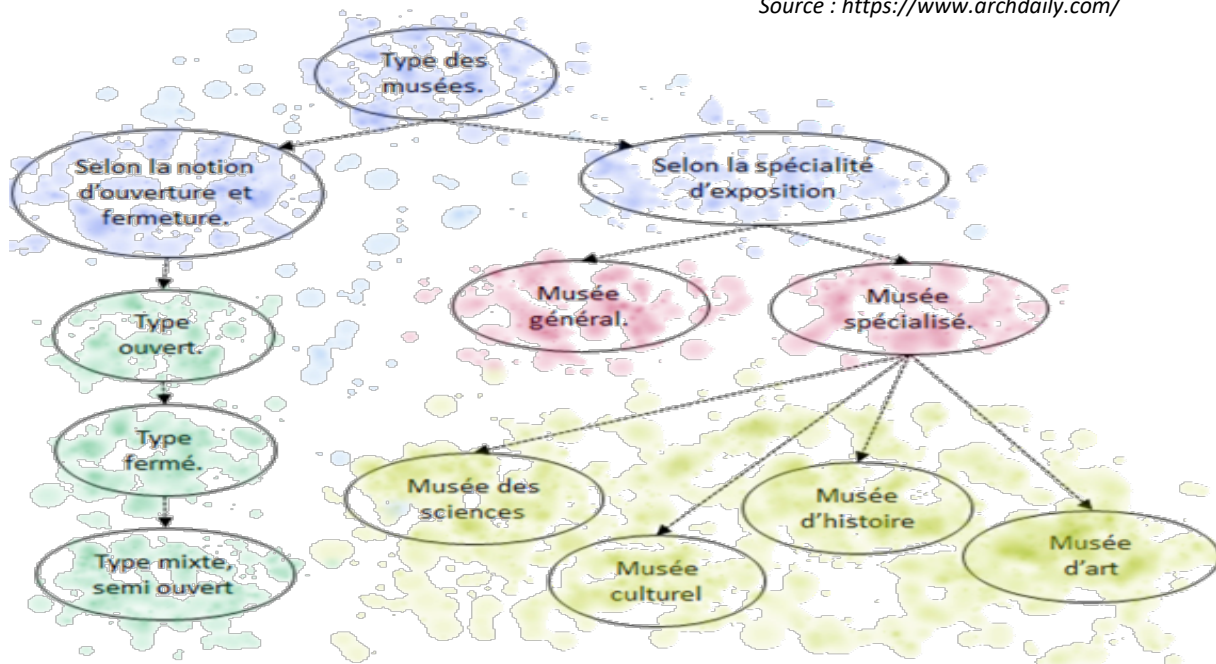 Source : https://www.archdaily.com/
Type des
musées.
Selon la notion
d'ouverture et
fermeture.
Selon la spécialité
d'exposition
Musée
général.
Musée
spécialisé.
Type
ouvert.
Type
fermé.
Type mixte,
semi ouvert
Musée des
sciences
Musée
culturel
Musée
d'histoire
Musée
d'art